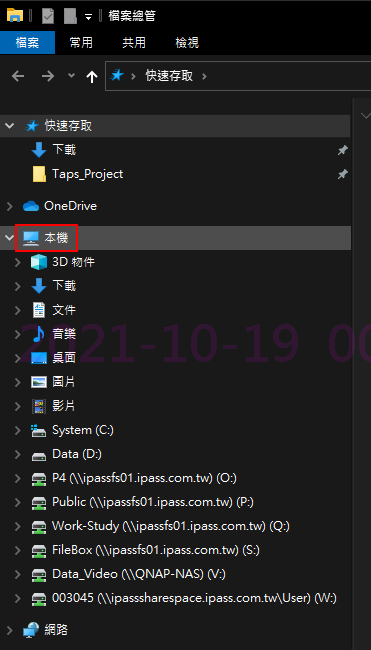 檔案總管
檔案 常用 共用 檢視
快速存取
快速存取
下載
Taps_Project
OneDrive
本機
3D 物件
下載
文件
音樂
2021-10-19 00
桌面
圖片
影片
System (C:)
Data (D:)
P4 (\\ipassfs01.ipass.com.tw) (O:)
Public (\\ipassfs01.ipass.com.tw) (P:)
Work-Study (\\ipassfs01.ipass.com.tw) (Q:)
FileBox (\\ipassfs01.ipass.com.tw) (S:)
Data_Video (\\QNAP-NAS) (V:)
003045 (\\ipasssharespace.ipass.com.tw\User) (W:)
網路